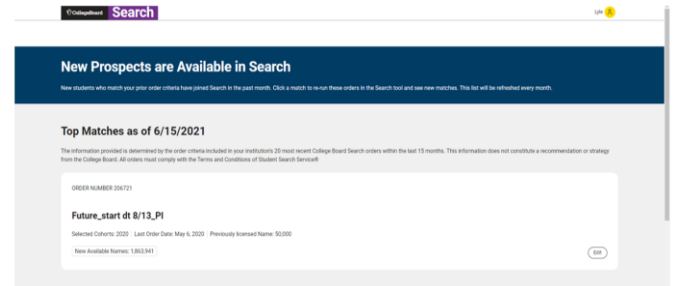 CollegeBoard Search
Lyhl
New Prospects are Available in Search
New students who match your prior order criteria have joined Search in the past month. Click a match to re-run these orders in the Search tool and see new matches. This list will be refreshed every month.
Top Matches as of 6/15/2021
The information provided is determined by the order criteria included in your institution's 20 most recent College Board Search orders within the last 15 months. This information does not constitute a recommendation or strategy
from the College Board. All orders must comply with the Terms and Conditions of Student Search Service®
ORDER NUMBER 206721
Future_start dt 8/13_PI
Selected Cohorts: 2020 Last Order Date: May 6, 2020 Previously licensed Name: 50,000
New Available Names: 1,863,941
Edit